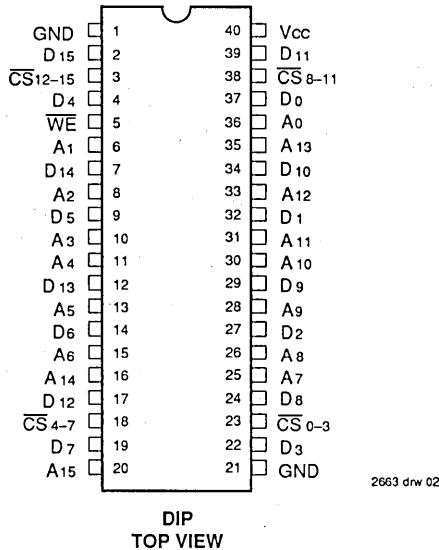 GND 1 40 Vcc
D15 2 39 D11
CS12–15 3 38 CS8–11
D4 4 37 D0
WE 5 36 A0
A1 6 35 A13
D14 7 34 D10
A2 8 33 A12
D5 9 32 D1
A3 10 31 A11
A4 11 30 A10
D13 12 29 D9
A5 13 28 A9
D6 14 27 D2
A6 15 26 A8
A14 16 25 A7
D12 17 24 D8
CS4–7 18 23 CS0–3
D7 19 22 D3
A15 20 21 GND
2663 drw 02
DIP
TOP VIEW